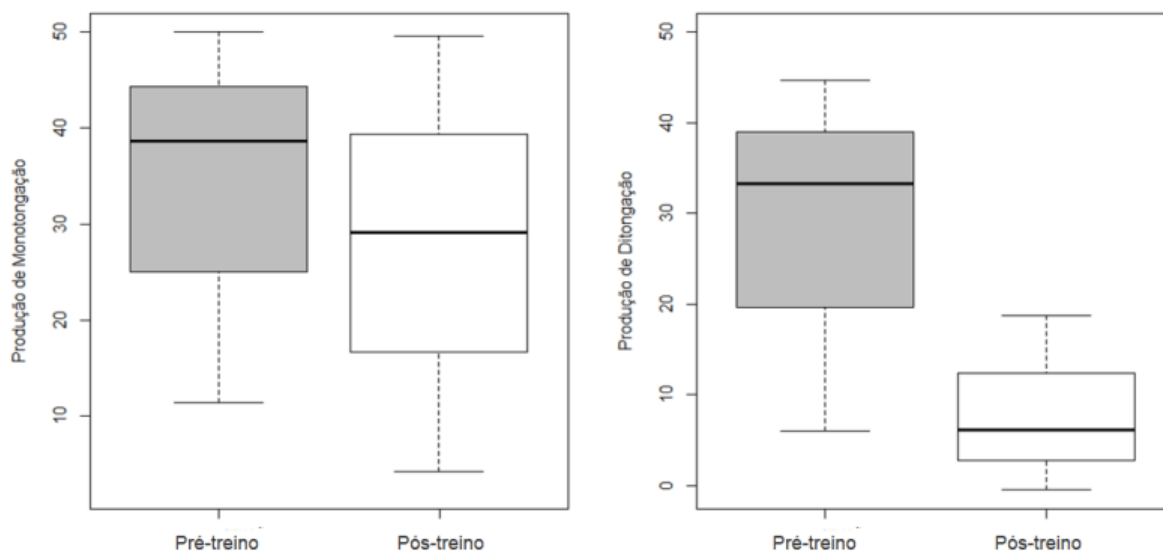 Produção de Monotongação
50
40
30
20
10
Pré-treino
Pós-treino
Produção de Ditongação
50
40
30
20
10
0
Pré-treino
Pós-treino